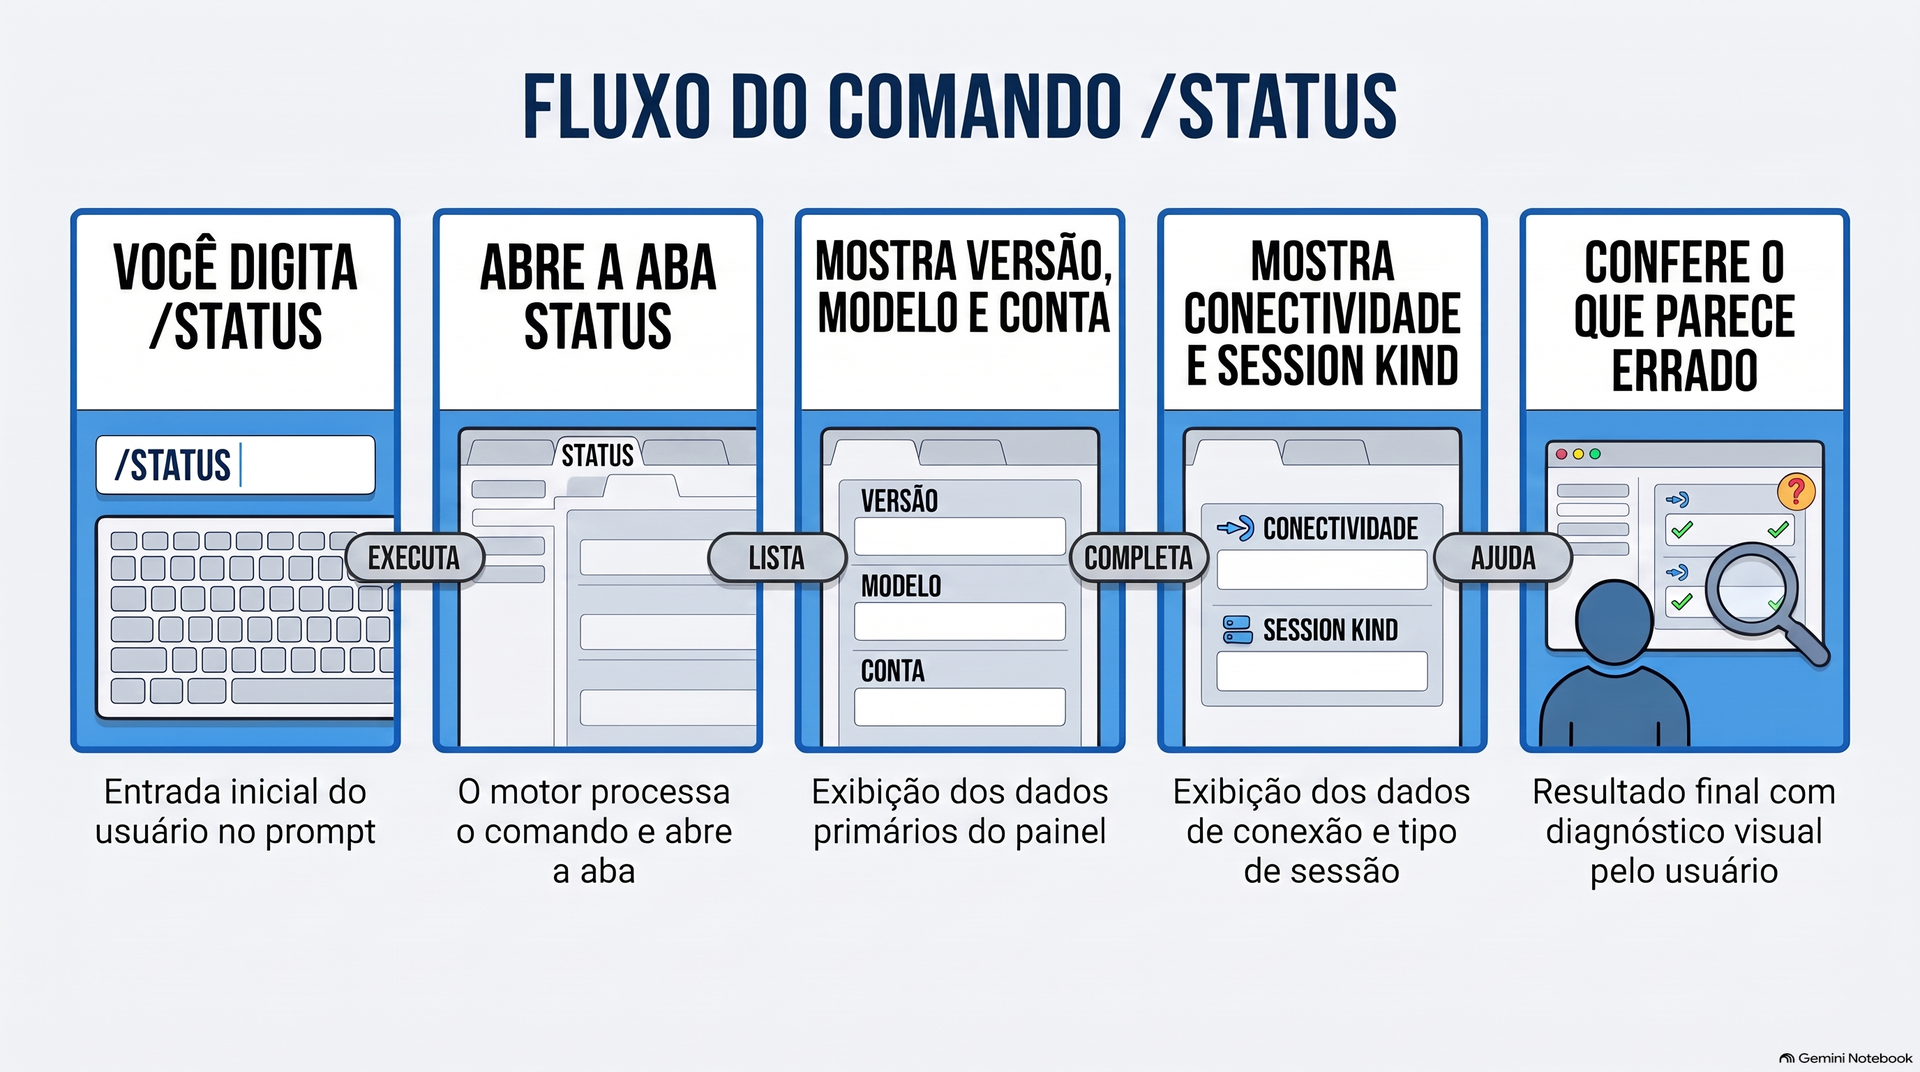 FLUXO DO COMANDO /STATUS
VOCÊ DIGITA
/STATUS
/STATUS
Entrada inicial do
usuário no prompt
EXECUTA
ABRE A ABA
STATUS
STATUS
O motor processa
o comando e abre
a aba
LISTA
MOSTRA VERSÃO,
MODELO E CONTA
VERSÃO
MODELO
CONTA
Exibição dos dados
primários do painel
COMPLETA
MOSTRA
CONECTIVIDADE
E SESSION KIND
CONECTIVIDADE
SESSION KIND
Exibição dos dados
de conexão e tipo
de sessão
AJUDA
CONFERE O
QUE PARECE
ERRADO
?
Resultado final com
diagnóstico visual
pelo usuário
Gemini Notebook